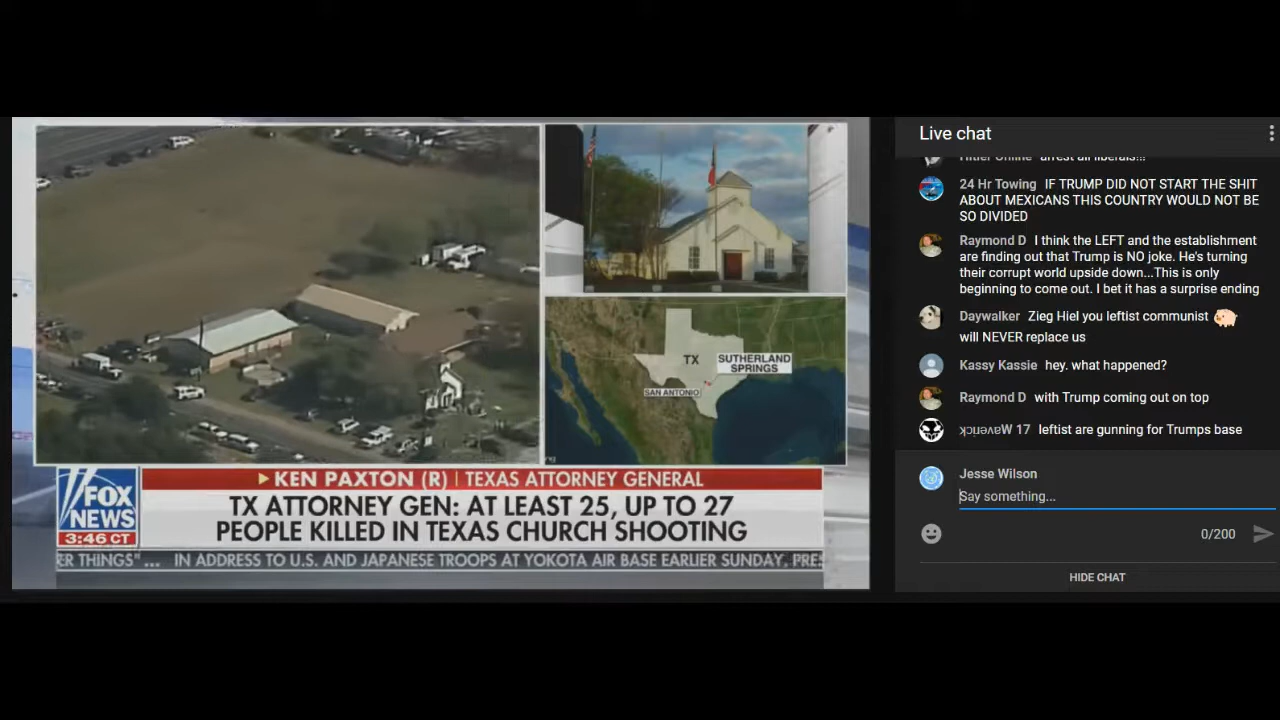 TX
SUTHERLAND
SPRINGS
SAN ANTONIO
KEN PAXTON (R) | TEXAS ATTORNEY GENERAL
FOX
NEWS
3:46 CT
TX ATTORNEY GEN: AT LEAST 25, UP TO 27
PEOPLE KILLED IN TEXAS CHURCH SHOOTING
ER THINGS"... IN ADDRESS TO U.S. AND JAPANESE TROOPS AT YOKOTA AIR BASE EARLIER SUNDAY, PRES
Live chat
Hitler Online arrest all liberals!!!
24 Hr Towing IF TRUMP DID NOT START THE SHIT
ABOUT MEXICANS THIS COUNTRY WOULD NOT BE
SO DIVIDED
Raymond D I think the LEFT and the establishment
are finding out that Trump is NO joke. He's turning
their corrupt world upside down...This is only
beginning to come out. I bet it has a surprise ending
Daywalker Zieg Hiel you leftist communist 🐷
will NEVER replace us
Kassy Kassie hey. what happened?
Raymond D with Trump coming out on top
ʞɔιɿɘvɒW 17 leftist are gunning for Trumps base
Jesse Wilson
Say something...
0/200
HIDE CHAT